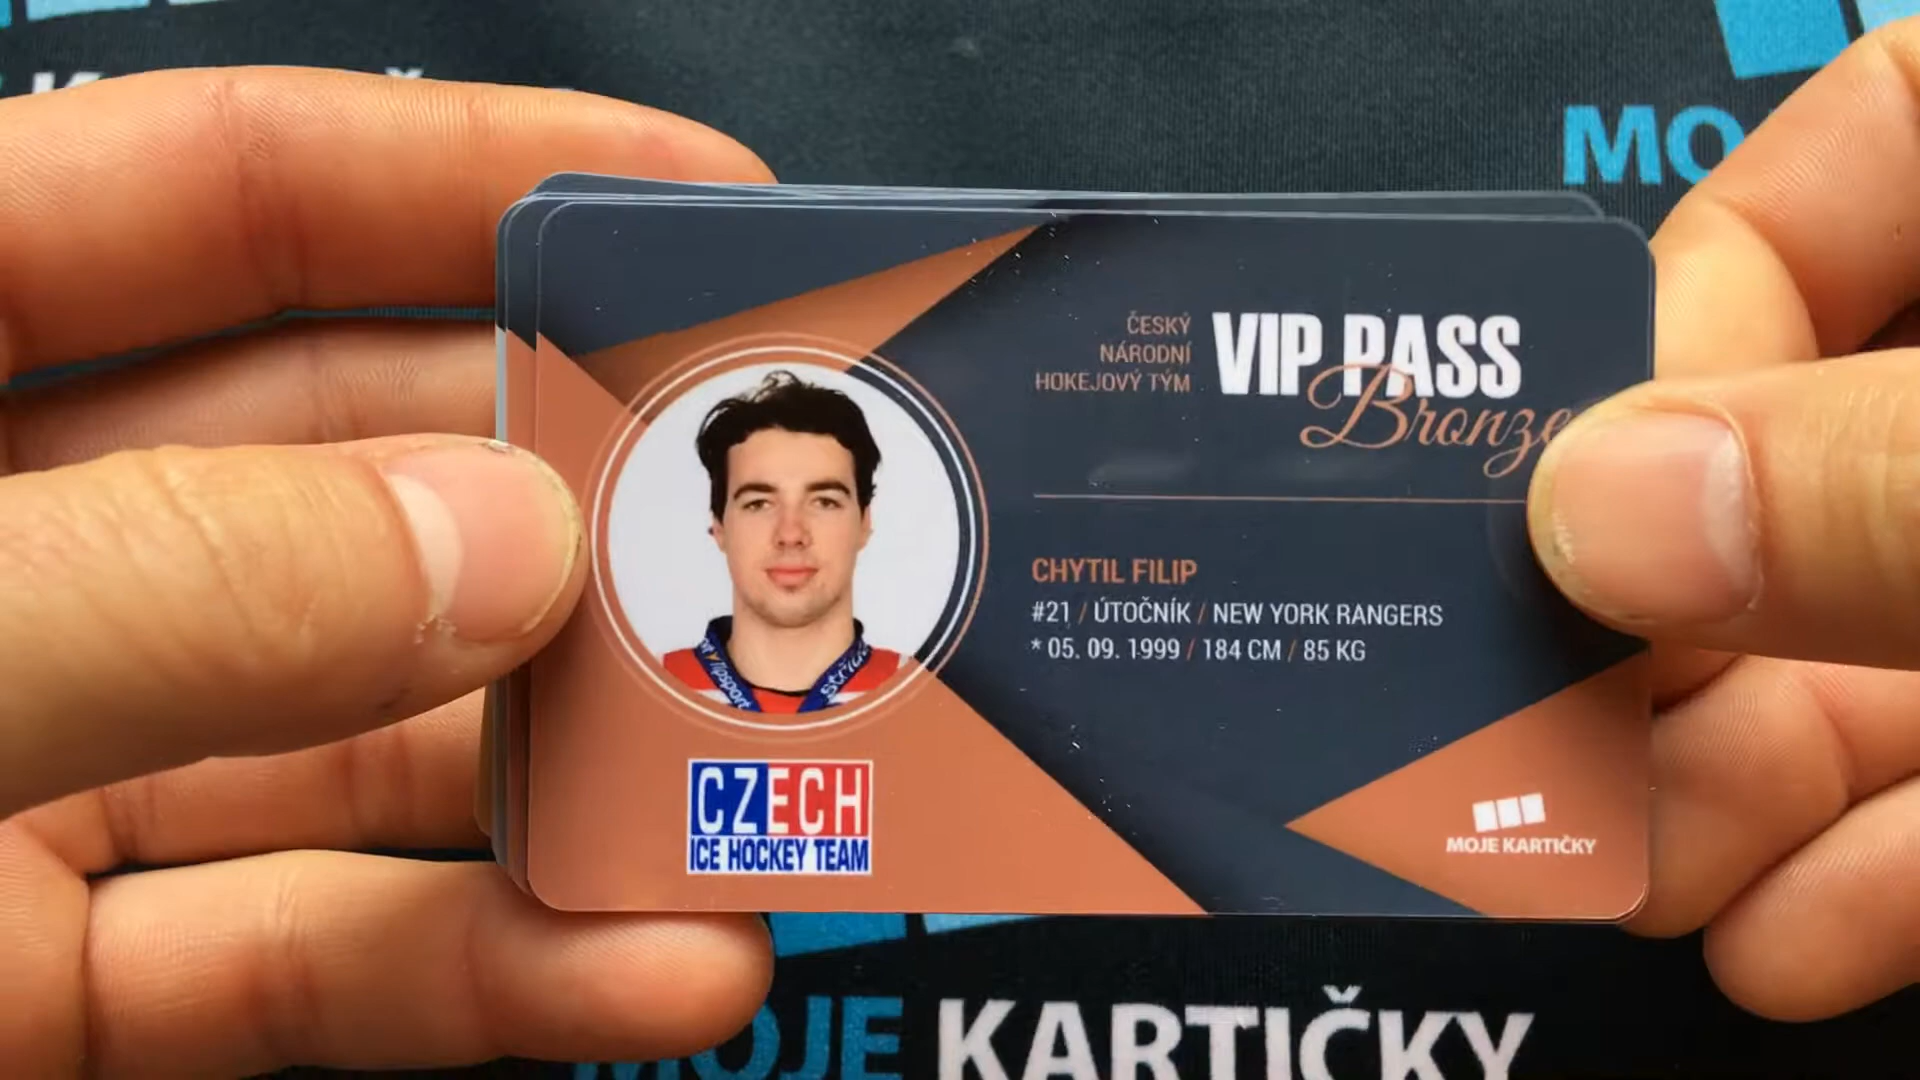 MO
ČESKÝ
NÁRODNÍ
HOKEJOVÝ TÝM
VIP PASS
Bronze
CHYTIL FILIP
#21 / ÚTOČNÍK / NEW YORK RANGERS
* 05. 09. 1999 / 184 CM / 85 KG
Tipsport
CZECH
ICE HOCKEY TEAM
MOJE KARTIČKY
MOJE KARTIČKY